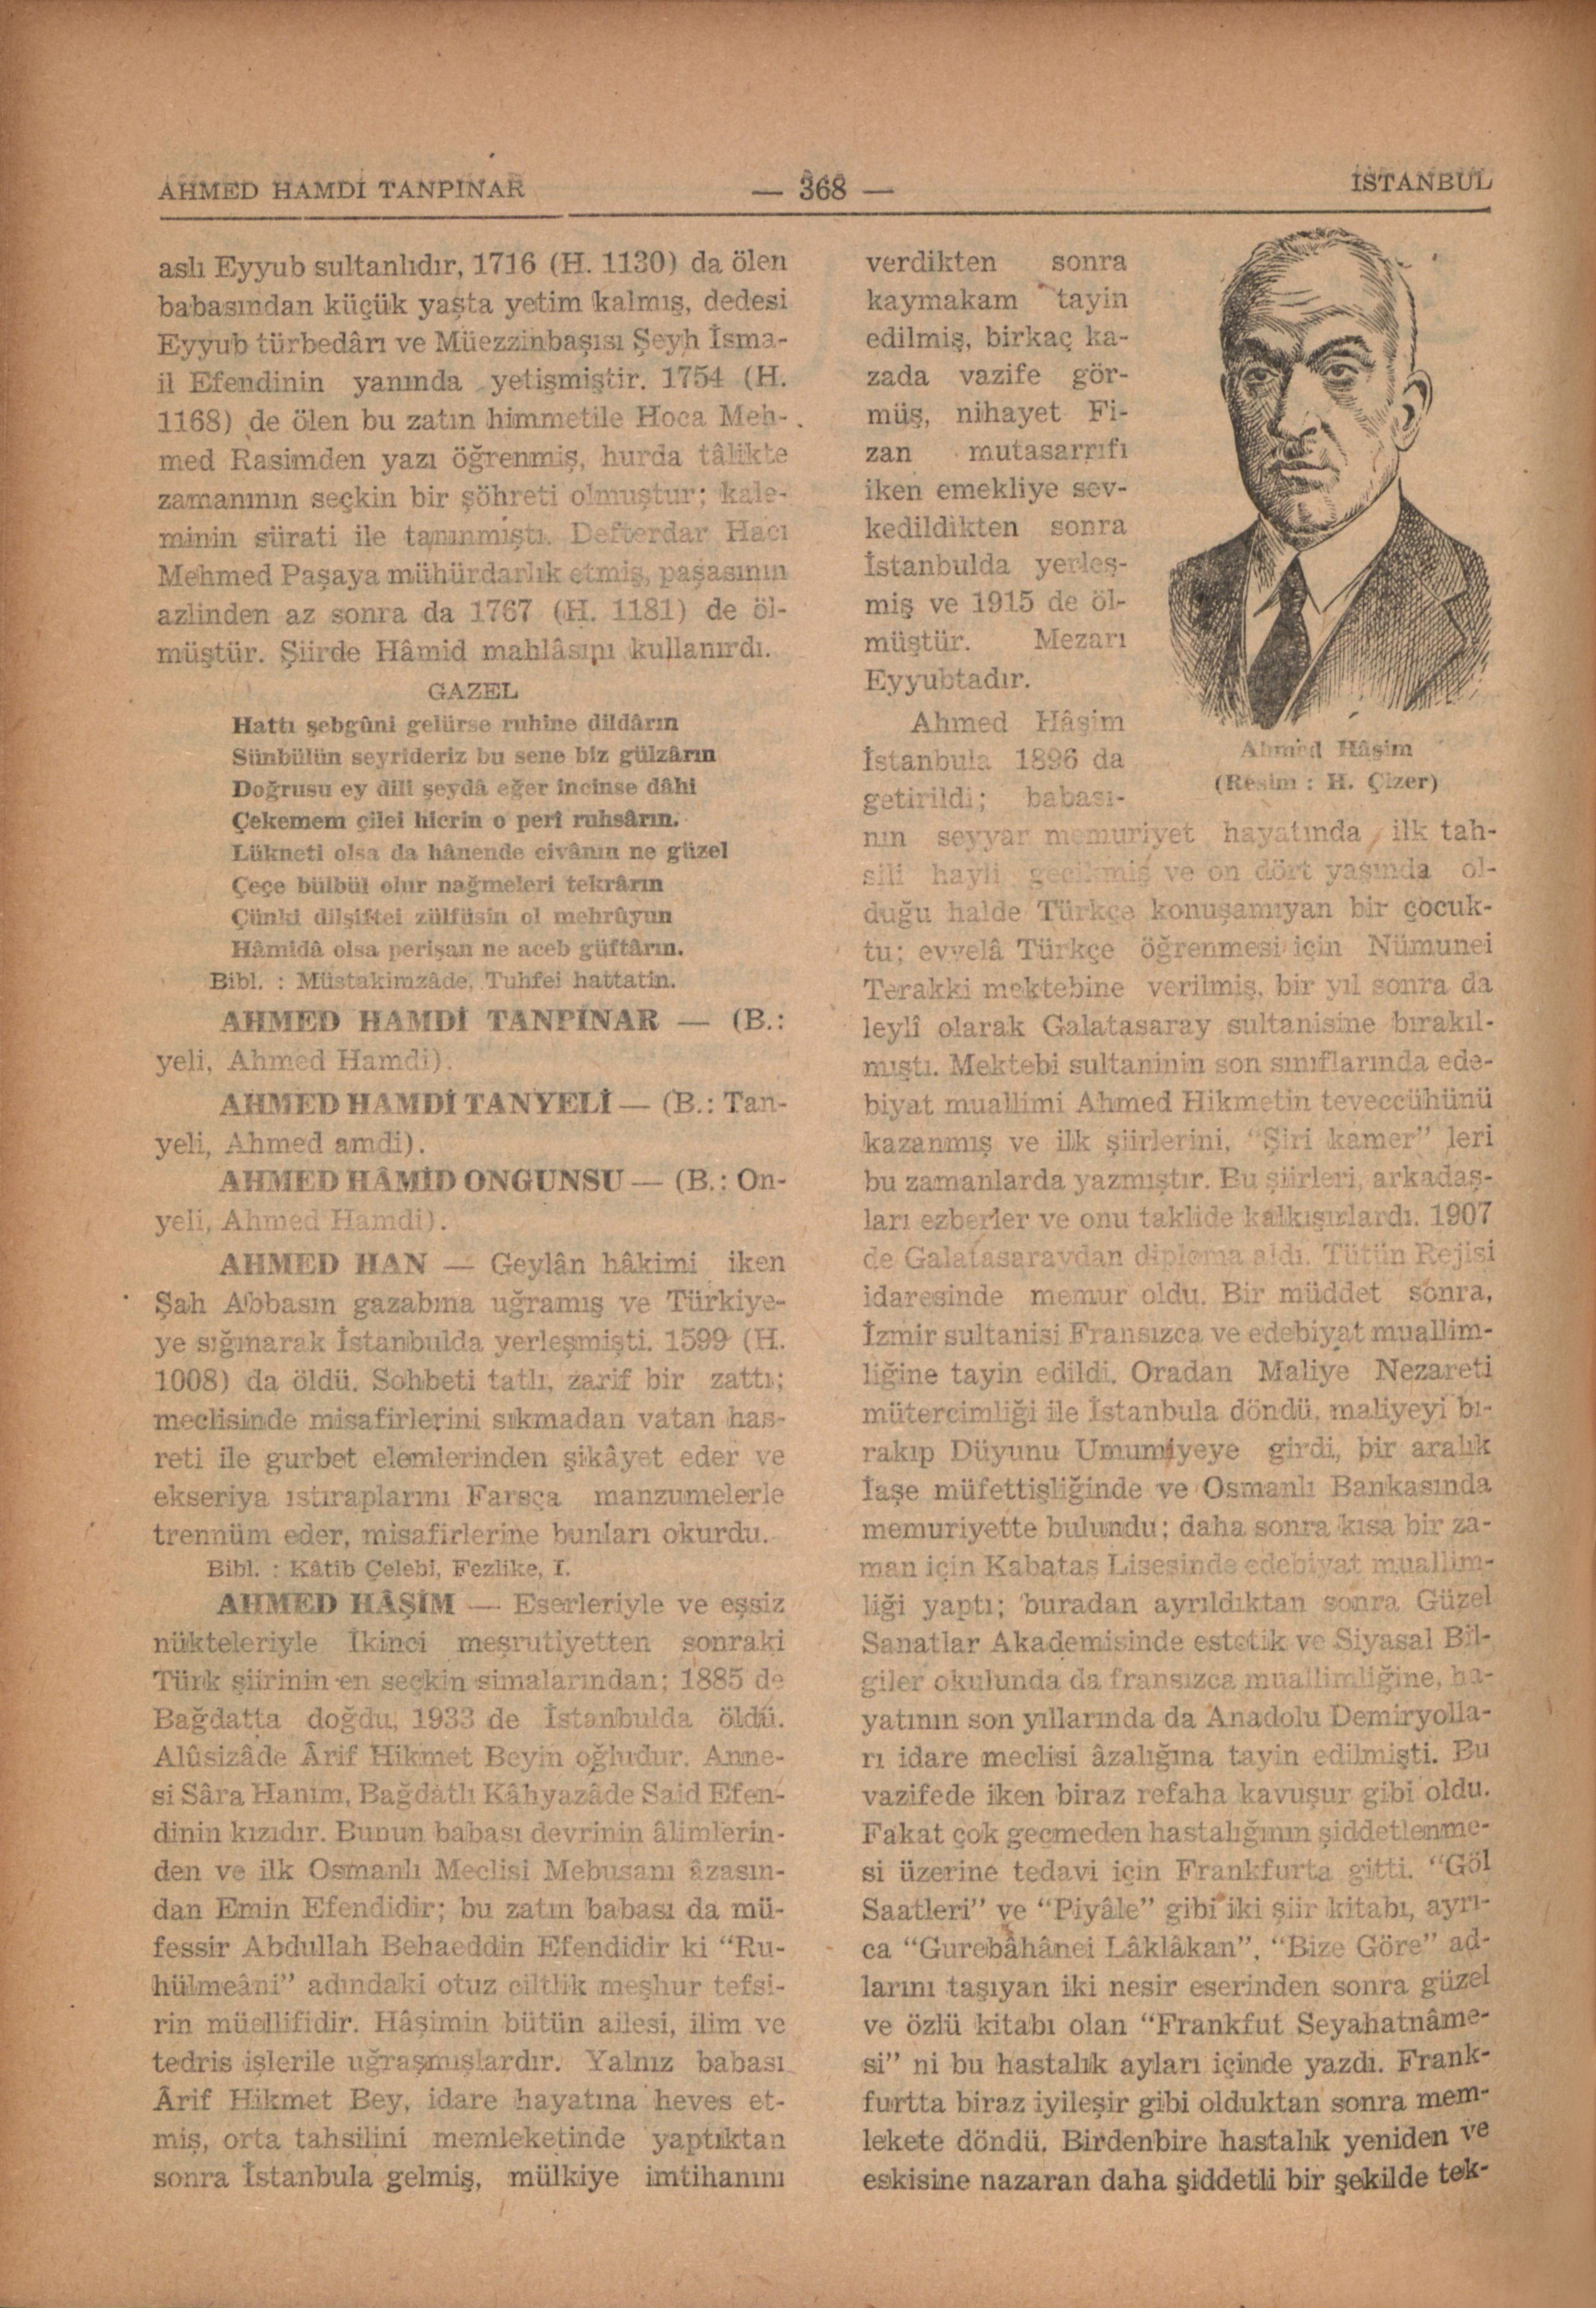 AHMED HAMDİ TANPINAR
— 368 —
İSTANBUL
aslı Eyyub sultanlıdır, 1716 (H. 1130) da ölen
babasından küçük yaşta yetim kalmış, dedesi
Eyyub türbedârı ve Müezzinbaşısı Şeyh İsma-
il Efendinin yanında yetişmiştir. 1754 (H.
1168) de ölen bu zatın himmetile Hoca Meh-
med Rasimden yazı öğrenmiş, hurda tâlikte
zamanının seçkin bir şöhreti olmuştur; kale-
minin sürati ile tanınmıştı. Defterdar Hacı
Mehmed Paşaya mühürdarlık etmiş, paşasının
azlinden az sonra da 1767 (H. 1181) de öl-
müştür. Şiirde Hâmid mahlâsını kullanırdı.
GAZEL
Hattı şebgûni gelürse ruhine dildârın
Sünbülün seyrideriz bu sene biz gülzârın
Doğrusu ey dili şeydâ eğer incinse dâhi
Çekemem çilei hicrin o peri ruhsârın.
Lükneti olsa da hânende civânın ne güzel
Çeçe bülbül olur nağmeleri tekrârın
Çünki dilşiftei zülfüsin ol mehrûyun
Hâmidâ olsa perişan ne aceb güftârın.
Bibl. : Müstakimzâde, Tuhfei hattatin.
AHMED HAMDİ TANPINAR — (B.:
yeli, Ahmed Hamdi).
AHMED HAMDİ TANYELİ — (B.: Tan-
yeli, Ahmed amdi).
AHMED HÂMİD ONGUNSU — (B.: On-
yeli, Ahmed Hamdi).
AHMED HAN — Geylân hâkimi iken
Şah Abbasın gazabına uğramış ve Türkiye-
ye sığınarak İstanbulda yerleşmişti. 1599 (H.
1008) da öldü. Sohbeti tatlı, zarif bir zattı;
meclisinde misafirlerini sıkmadan vatan has-
reti ile gurbet elemlerinden şikâyet eder ve
ekseriya ıstıraplarını Farsça manzumelerle
trennüm eder, misafirlerine bunları okurdu.
Bibl. : Kâtib Çelebi, Fezlike, I.
AHMED HÂŞİM — Eserleriyle ve eşsiz
nükteleriyle İkinci meşrutiyetten sonraki
Türk şiirinin en seçkin simalarından; 1885 de
Bağdatta doğdu, 1933 de İstanbulda öldü.
Alûsizâde Ârif Hikmet Beyin oğludur. Anne-
si Sâra Hanım, Bağdatlı Kâhyazâde Said Efen-
dinin kızıdır. Bunun babası devrinin âlimlerin-
den ve ilk Osmanlı Meclisi Mebusanı âzasın-
dan Emin Efendidir; bu zatın babası da mü-
fessir Abdullah Behaeddin Efendidir ki "Ru-
hülmeâni" adındaki otuz ciltlik meşhur tefsi-
rin müellifidir. Hâşimin bütün ailesi, ilim ve
tedris işlerile uğraşmışlardır. Yalnız babası
Ârif Hikmet Bey, idare hayatına heves et-
miş, orta tahsilini memleketinde yaptıktan
sonra İstanbula gelmiş, mülkiye imtihanını
verdikten sonra
kaymakam tayin
edilmiş, birkaç ka-
zada vazife gör-
müş, nihayet Fi-
zan mutasarrıfı
iken emekliye sev-
kedildikten sonra
İstanbulda yerleş-
miş ve 1915 de öl-
müştür. Mezarı
Eyyubtadır.
Ahmed Hâşim
İstanbula 1896 da
getirildi; babası-
Ahmed Hâşim
(Resim : H. Çizer)
nın seyyar memuriyet hayatında ilk tah-
sili hayli gecikmiş ve on dört yaşında ol-
duğu halde Türkçe konuşamıyan bir çocuk-
tu; evvelâ Türkçe öğrenmesi için Nümunei
Terakki mektebine verilmiş, bir yıl sonra da
leylî olarak Galatasaray sultanisine bırakıl-
mıştı. Mektebi sultaninin son sınıflarında ede-
biyat muallimi Ahmed Hikmetin teveccühünü
kazanmış ve ilk şiirlerini, "Şiri kamer" leri
bu zamanlarda yazmıştır. Bu şiirleri, arkadaş-
ları ezberler ve onu taklide kalkışırlardı. 1907
de Galatasaraydan diploma aldı. Tütün Rejisi
idaresinde memur oldu. Bir müddet sonra,
İzmir sultanisi Fransızca ve edebiyat muallim-
liğine tayin edildi. Oradan Maliye Nezareti
mütercimliği ile İstanbula döndü, maliyeyi bı-
rakıp Düyunu Umumiyeye girdi, bir aralık
İaşe müfettişliğinde ve Osmanlı Bankasında
memuriyette bulundu; daha sonra kısa bir za-
man için Kabataş Lisesinde edebiyat muallim-
liği yaptı; buradan ayrıldıktan sonra Güzel
Sanatlar Akademisinde estetik ve Siyasal Bil-
giler okulunda da fransızca muallimliğine, ha-
yatının son yıllarında da Anadolu Demiryolla-
rı idare meclisi âzalığına tayin edilmişti. Bu
vazifede iken biraz refaha kavuşur gibi oldu.
Fakat çok geçmeden hastalığının şiddetlenme-
si üzerine tedavi için Frankfurta gitti. "Göl
Saatleri" ve "Piyâle" gibi iki şiir kitabı, ayrı-
ca "Gurebâhânei Lâklâkan", "Bize Göre" ad-
larını taşıyan iki nesir eserinden sonra güzel
ve özlü kitabı olan "Frankfut Seyahatnâme-
si" ni bu hastalık ayları içinde yazdı. Frank-
furtta biraz iyileşir gibi olduktan sonra mem-
lekete döndü. Birdenbire hastalık yeniden ve
eskisine nazaran daha şiddetli bir şekilde tek-